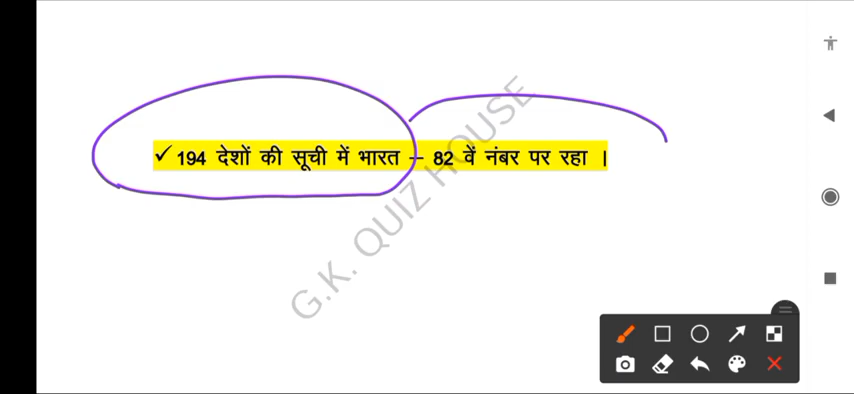 ✓ 194 देशों की सूची में भारत – 82 वें नंबर पर रहा ।
G.K. QUIZ HOUSE